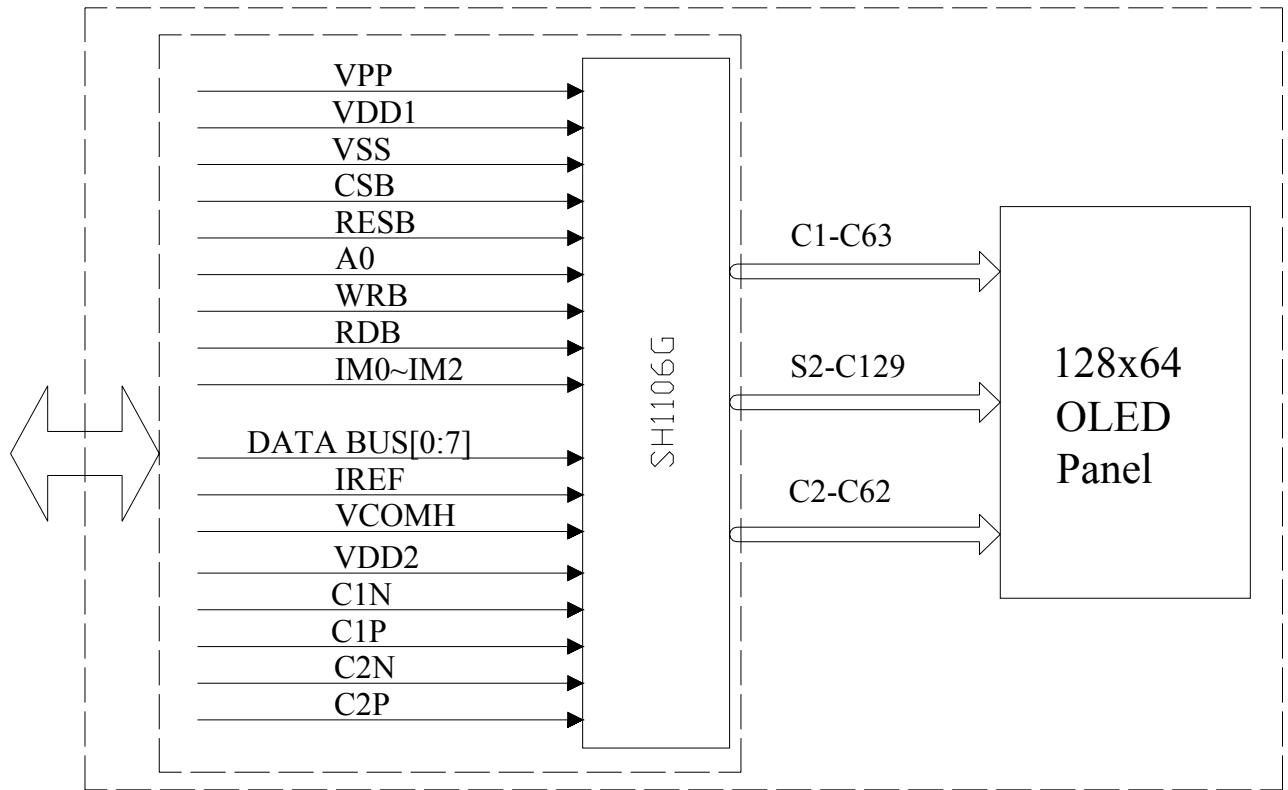 VPP
VDD1
VSS
CSB
RESB
A0
WRB
RDB
IM0~IM2
DATA BUS[0:7]
IREF
VCOMH
VDD2
C1N
C1P
C2N
C2P
SH1106G
C1-C63
S2-C129
C2-C62
128x64
OLED
Panel